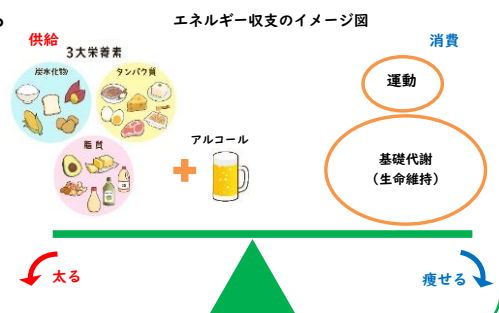 エネルギー収支のイメージ図
供給
消費
3大栄養素
炭水化物
タンパク質
脂質
アルコール
運動
基礎代謝
（生命維持）
太る
痩せる